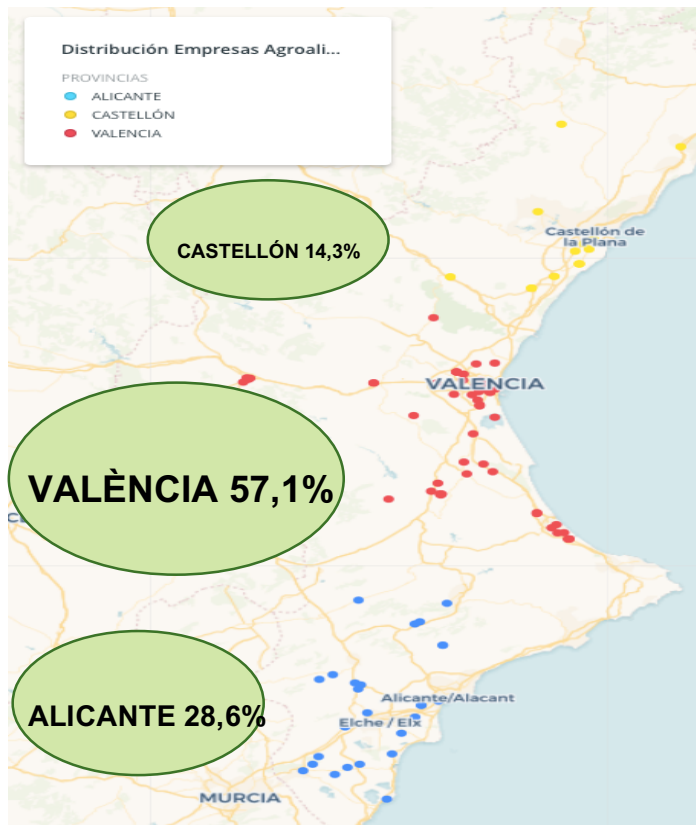 Distribución Empresas Agroali...
PROVINCIAS
ALICANTE
CASTELLÓN
VALENCIA
CASTELLÓN 14,3%
Castellón de
la Plana
VALENCIA
VALÈNCIA 57,1%
ALICANTE 28,6%
Alicante/Alacant
Elche / Elx
MURCIA